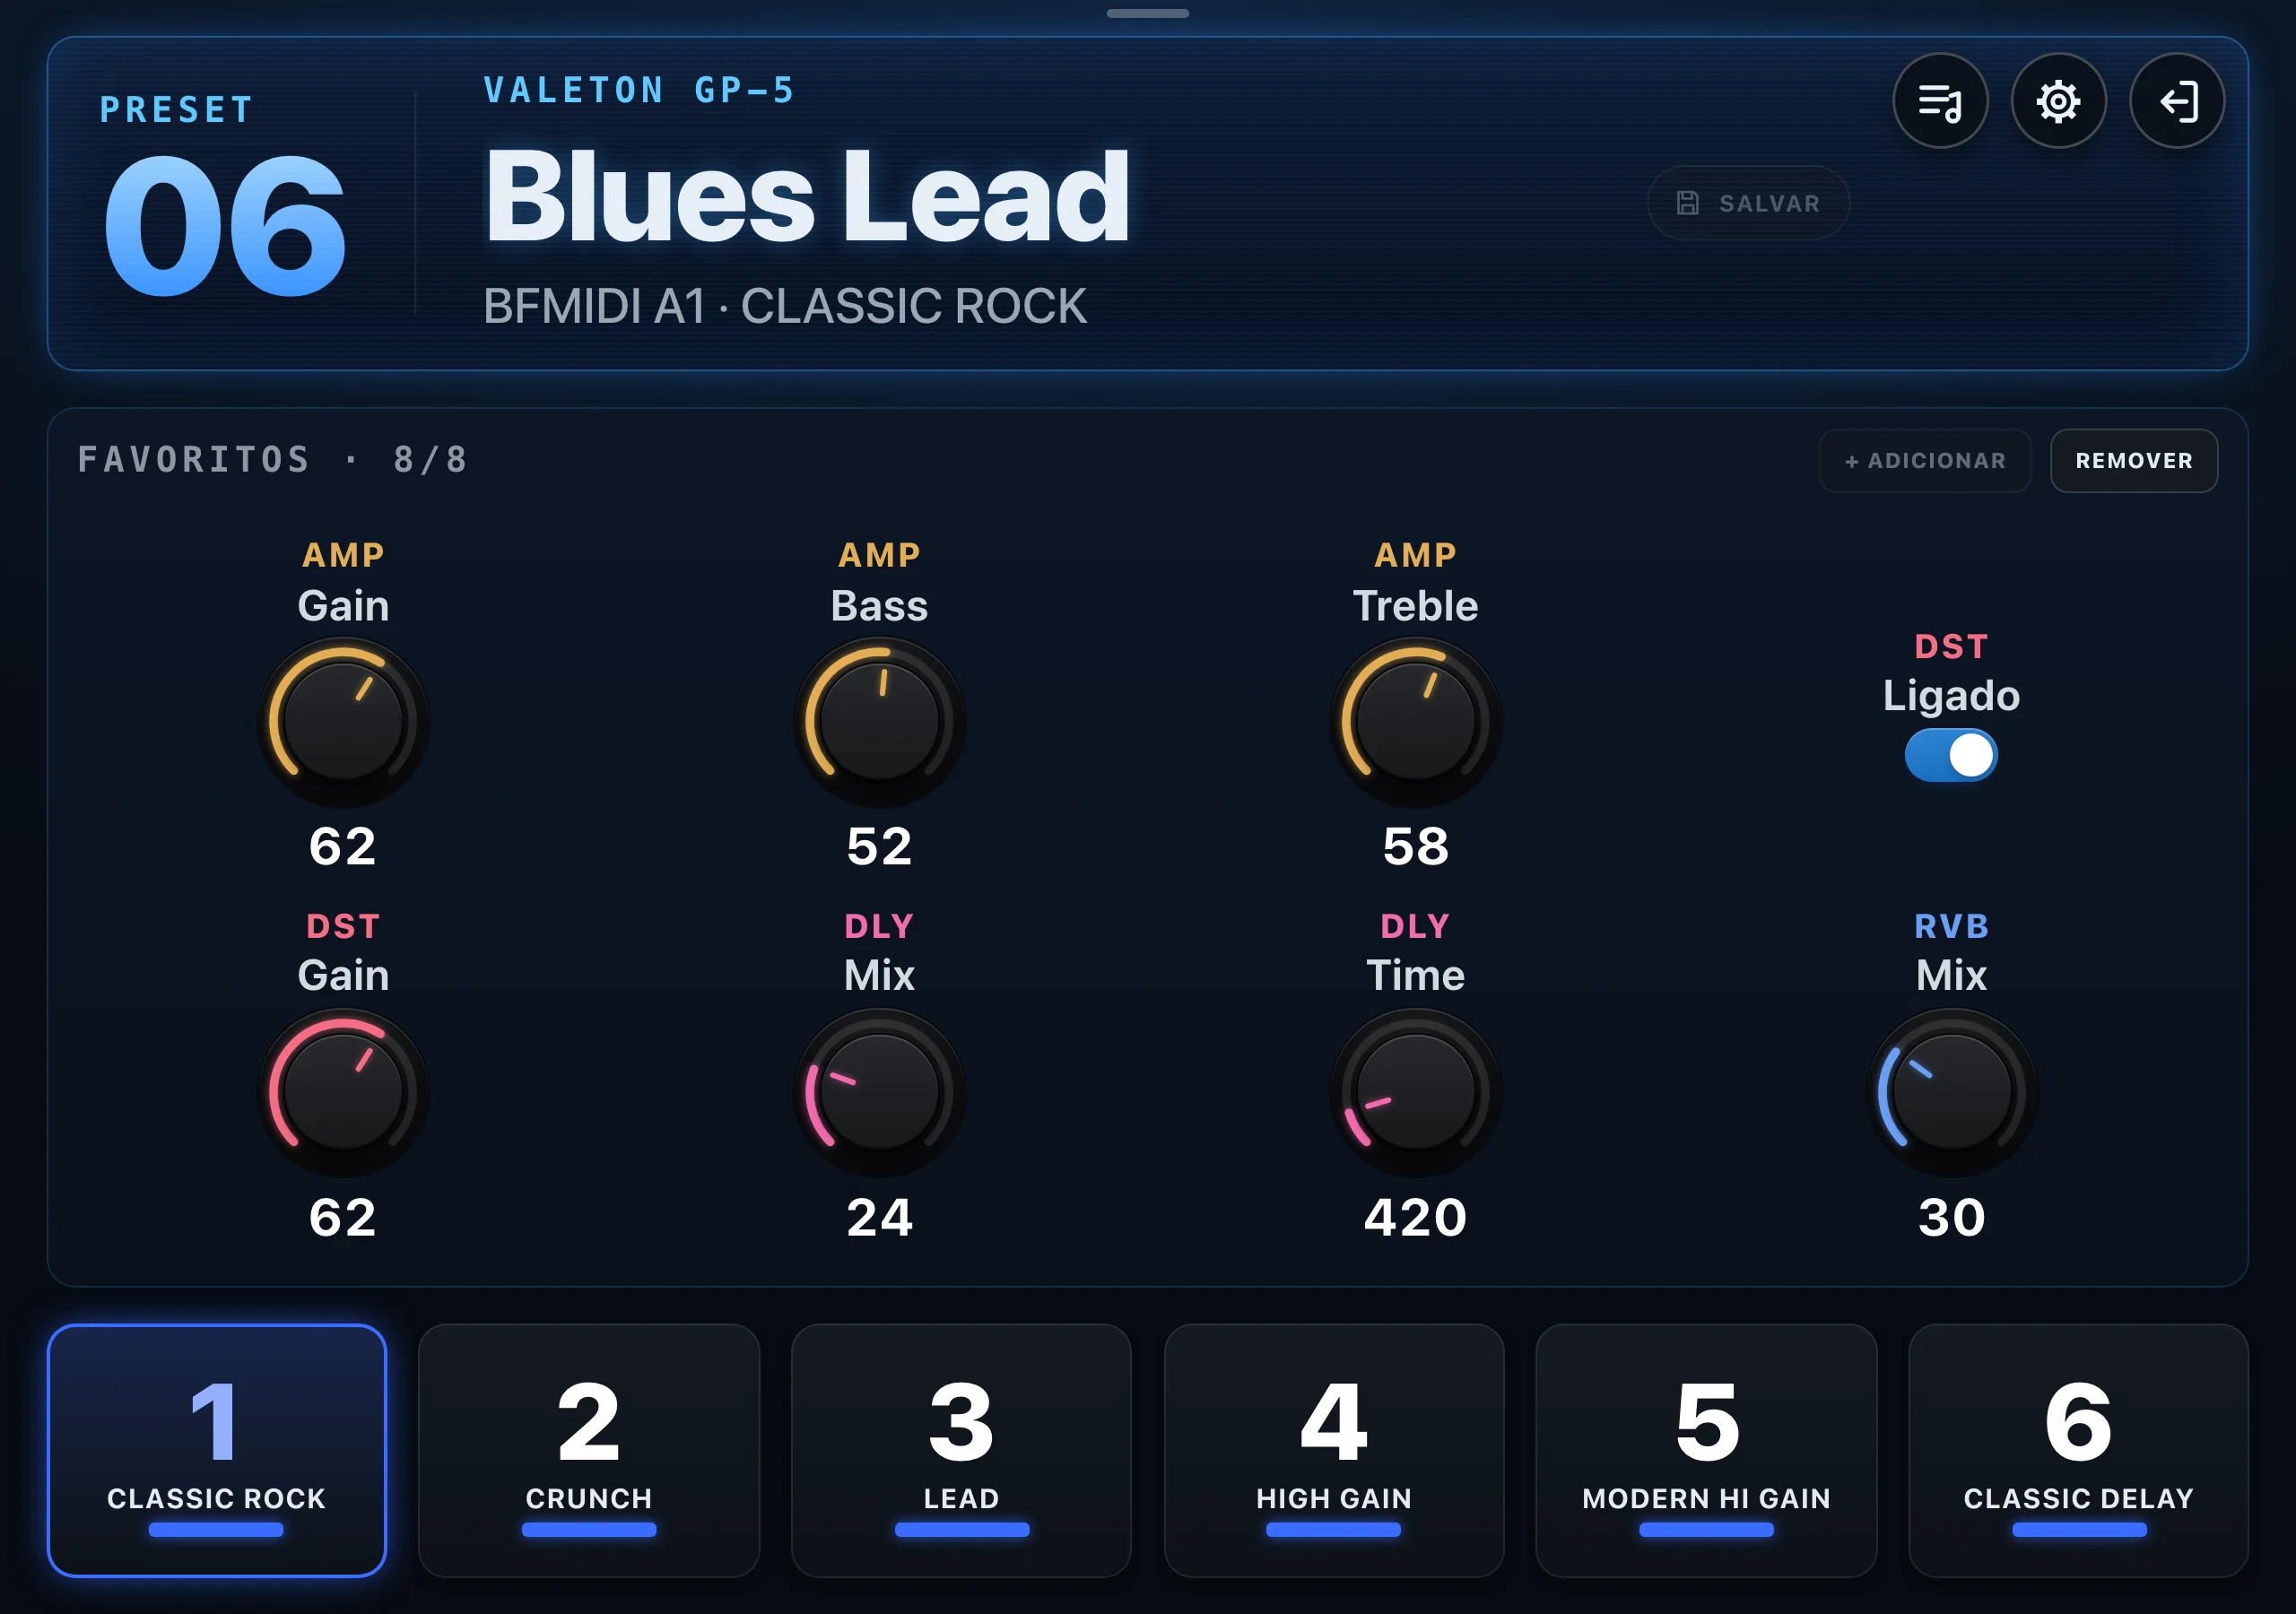 PRESET
06
VALETON GP-5
Blues Lead
BFMIDI A1 · CLASSIC ROCK
SALVAR
FAVORITOS · 8/8
+ ADICIONAR
REMOVER
AMP
Gain
62
AMP
Bass
52
AMP
Treble
58
DST
Ligado
DST
Gain
62
DLY
Mix
24
DLY
Time
420
RVB
Mix
30
1
CLASSIC ROCK
2
CRUNCH
3
LEAD
4
HIGH GAIN
5
MODERN HI GAIN
6
CLASSIC DELAY